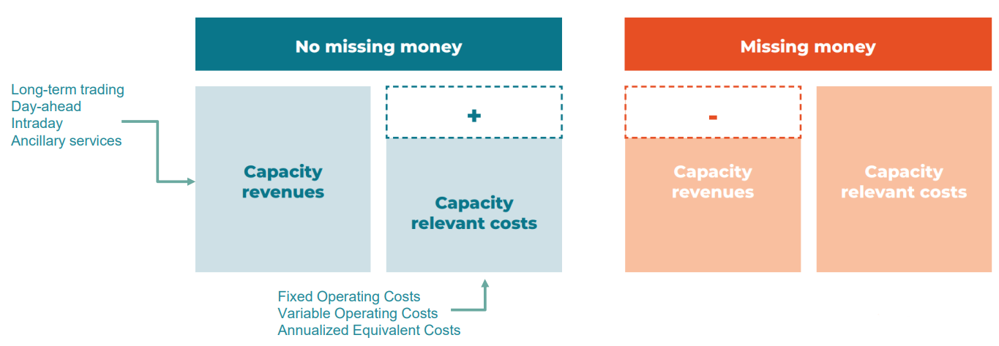 No missing money
Missing money
Long-term trading
Day-ahead
Intraday
Ancillary services
+
-
Capacity
revenues
Capacity
relevant costs
Capacity
revenues
Capacity
relevant costs
Fixed Operating Costs
Variable Operating Costs
Annualized Equivalent Costs